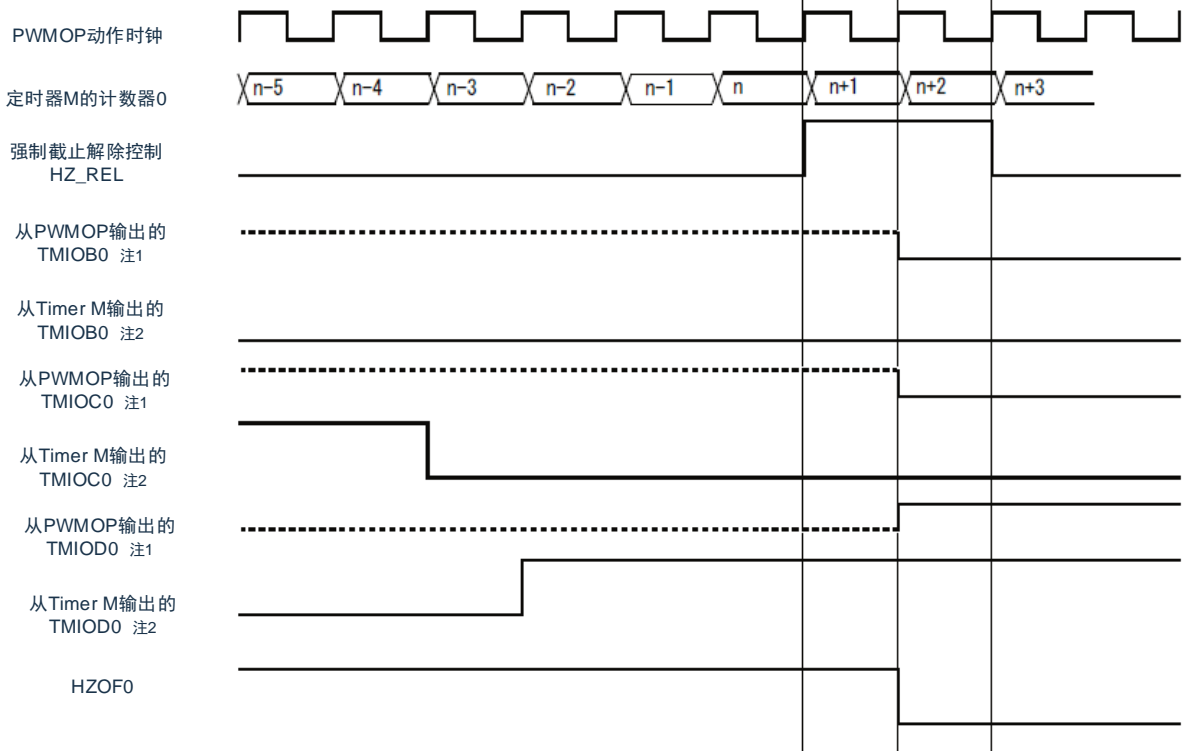 PWMOP动作时钟
定时器M的计数器0
n-5 n-4 n-3 n-2 n-1 n n+1 n+2 n+3
强制截止解除控制
HZ_REL
从PWMOP输出的
TMIOB0 注1
从Timer M输出的
TMIOB0 注2
从PWMOP输出的
TMIOC0 注1
从Timer M输出的
TMIOC0 注2
从PWMOP输出的
TMIOD0 注1
从Timer M输出的
TMIOD0 注2
HZOF0